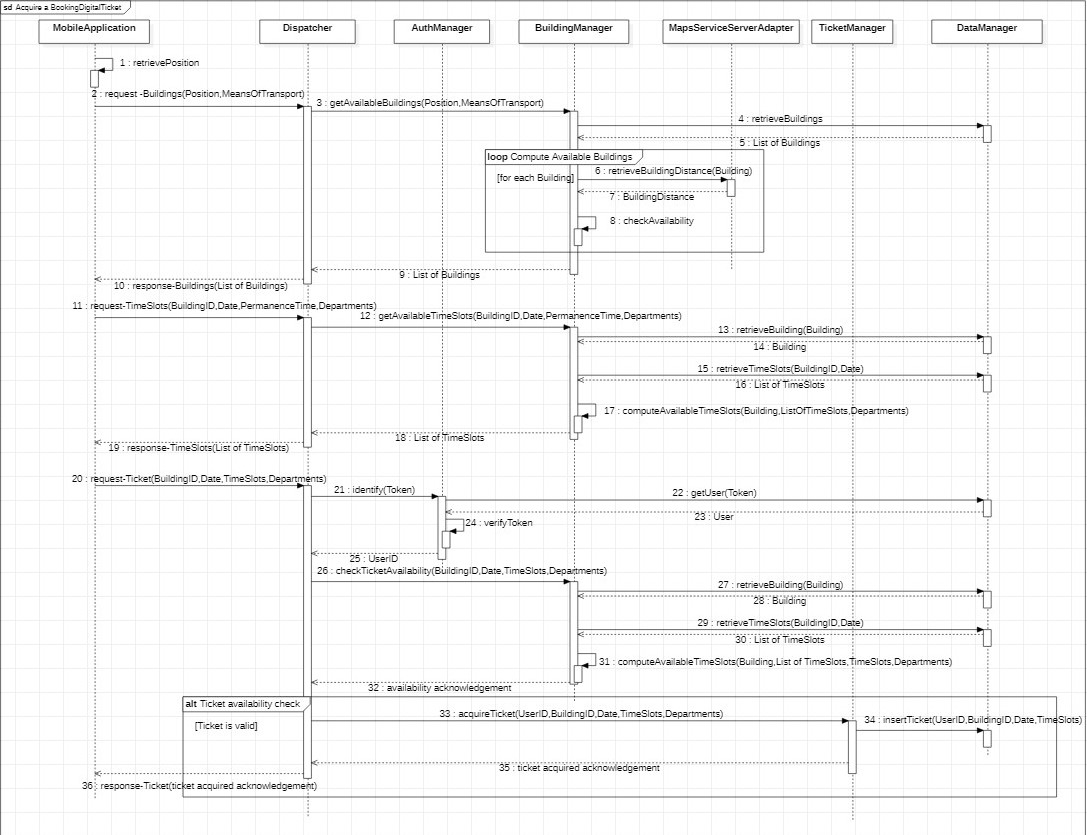 sd Acquire a BookingDigitalTicket
MobileApplication
Dispatcher
AuthManager
BuildingManager
MapsServiceServerAdapter
TicketManager
DataManager
1 : retrievePosition
2 : request -Buildings(Position,MeansOfTransport)
3 : getAvailableBuildings(Position,MeansOfTransport)
4 : retrieveBuildings
5 : List of Buildings
loop Compute Available Buildings
[for each Building]
6 : retrieveBuildingDistance(Building)
7 : BuildingDistance
8 : checkAvailability
9 : List of Buildings
10 : response-Buildings(List of Buildings)
11 : request-TimeSlots(BuildingID,Date,PermanenceTime,Departments)
12 : getAvailableTimeSlots(BuildingID,Date,PermanenceTime,Departments)
13 : retrieveBuilding(Building)
14 : Building
15 : retrieveTimeSlots(BuildingID,Date)
16 : List of TimeSlots
17 : computeAvailableTimeSlots(Building,ListOfTimeSlots,Departments)
18 : List of TimeSlots
19 : response-TimeSlots(List of TimeSlots)
20 : request-Ticket(BuildingID,Date,TimeSlots,Departments)
21 : identify(Token)
22 : getUser(Token)
23 : User
24 : verifyToken
25 : UserID
26 : checkTicketAvailability(BuildingID,Date,TimeSlots,Departments)
27 : retrieveBuilding(Building)
28 : Building
29 : retrieveTimeSlots(BuildingID,Date)
30 : List of TimeSlots
31 : computeAvailableTimeSlots(Building,List of TimeSlots,TimeSlots,Departments)
32 : availability acknowledgement
alt Ticket availability check
[Ticket is valid]
33 : acquireTicket(UserID,BuildingID,Date,TimeSlots,Departments)
34 : insertTicket(UserID,BuildingID,Date,TimeSlots)
35 : ticket acquired acknowledgement
36 : response-Ticket(ticket acquired acknowledgement)